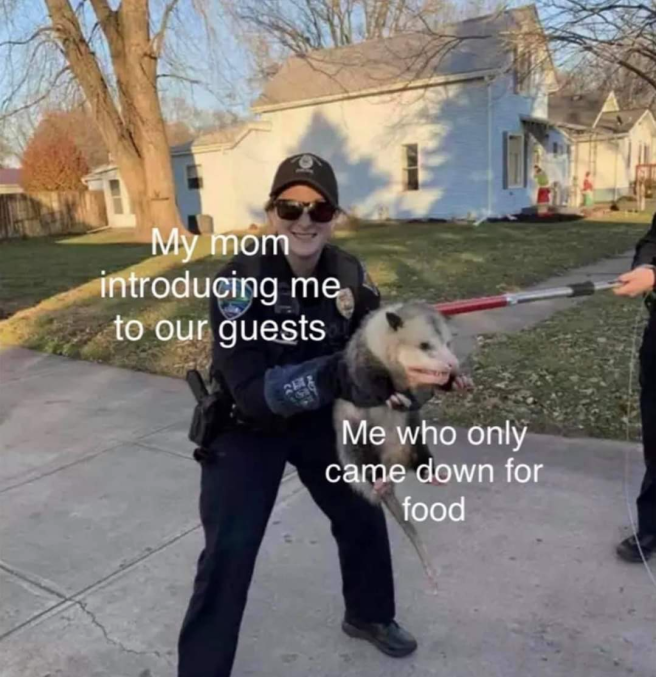 My mom
introducing me
to our guests
Me who only
came down for
food